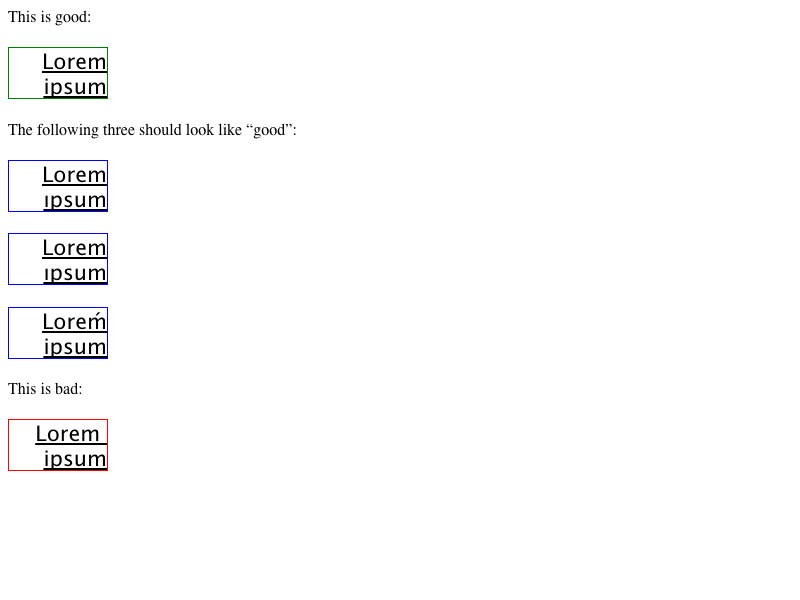 This is good:
Lorem
ipsum
The following three should look like “good”:
Lorem
ıpsum
Lorem
ıpsum
Loreḿ
ipsum
This is bad:
Lorem
ipsum